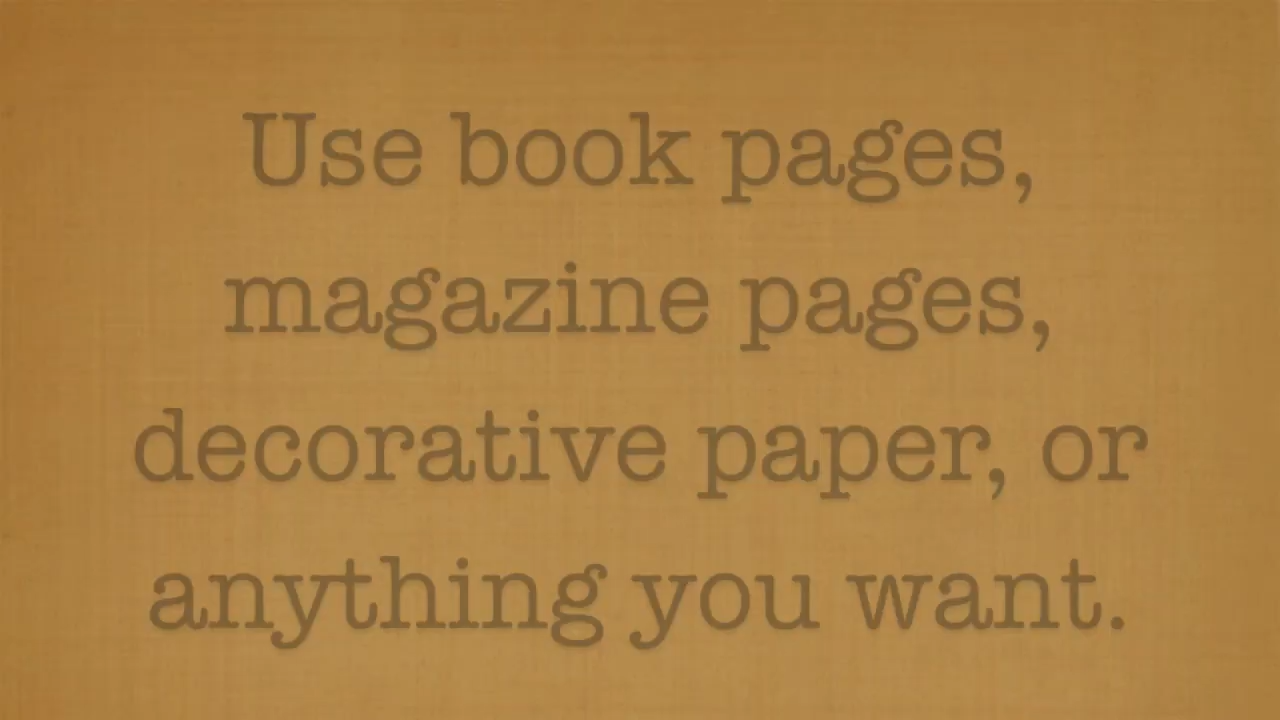 Use book pages,
magazine pages,
decorative paper, or
anything you want.